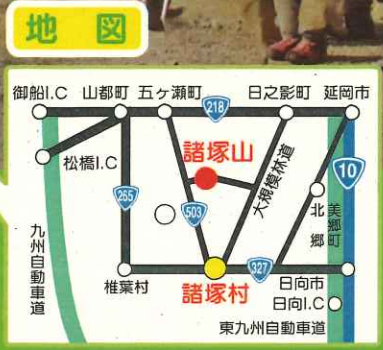 地 図
御船I.C 山都町 五ヶ瀬町 日之影町 延岡市
218
松橋I.C
諸塚山
大規模林道
10
265
503
北郷
美郷町
九州自動車道
327
椎葉村
諸塚村
日向市
日向I.C
東九州自動車道